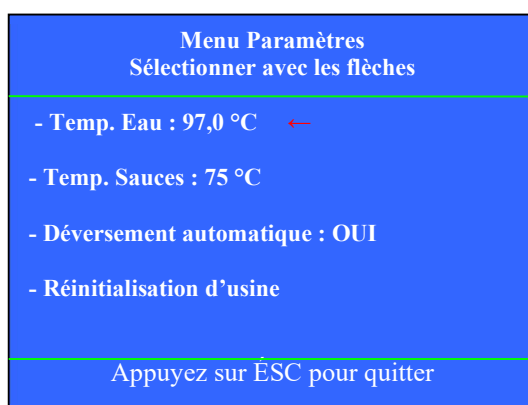 Menu Paramètres
Sélectionner avec les flèches
- Temp. Eau : 97,0 °C ←
- Temp. Sauces : 75 °C
- Déversement automatique : OUI
- Réinitialisation d’usine
Appuyez sur ÉSC pour quitter